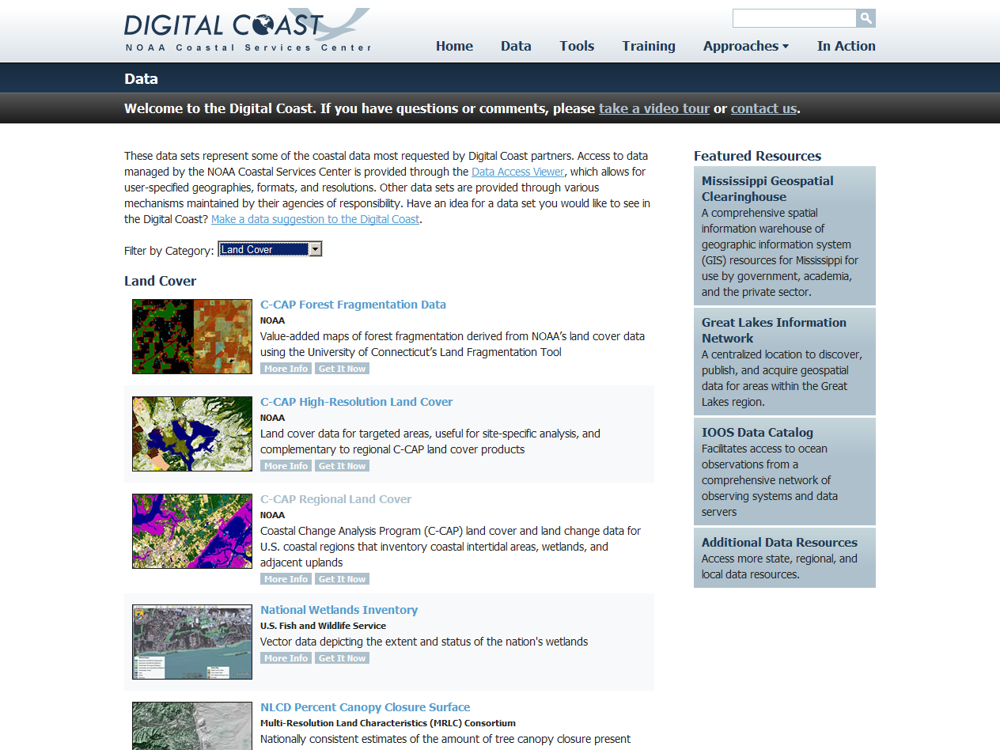 DIGITAL COAST
NOAA Coastal Services Center
Home Data Tools Training Approaches In Action
Data
Welcome to the Digital Coast. If you have questions or comments, please take a video tour or contact us.
These data sets represent some of the coastal data most requested by Digital Coast partners. Access to data
managed by the NOAA Coastal Services Center is provided through the Data Access Viewer, which allows for
user-specified geographies, formats, and resolutions. Other data sets are provided through various
mechanisms maintained by their agencies of responsibility. Have an idea for a data set you would like to see in
the Digital Coast? Make a data suggestion to the Digital Coast.
Filter by Category: Land Cover
Land Cover
C-CAP Forest Fragmentation Data
NOAA
Value-added maps of forest fragmentation derived from NOAA’s land cover data
using the University of Connecticut’s Land Fragmentation Tool
More Info Get It Now
C-CAP High-Resolution Land Cover
NOAA
Land cover data for targeted areas, useful for site-specific analysis, and
complementary to regional C-CAP land cover products
More Info Get It Now
C-CAP Regional Land Cover
NOAA
Coastal Change Analysis Program (C-CAP) land cover and land change data for
U.S. coastal regions that inventory coastal intertidal areas, wetlands, and
adjacent uplands
More Info Get It Now
National Wetlands Inventory
U.S. Fish and Wildlife Service
Vector data depicting the extent and status of the nation's wetlands
More Info Get It Now
NLCD Percent Canopy Closure Surface
Multi-Resolution Land Characteristics (MRLC) Consortium
Nationally consistent estimates of the amount of tree canopy closure present
Featured Resources
Mississippi Geospatial
Clearinghouse
A comprehensive spatial
information warehouse of
geographic information system
(GIS) resources for Mississippi for
use by government, academia,
and the private sector.
Great Lakes Information
Network
A centralized location to discover,
publish, and acquire geospatial
data for areas within the Great
Lakes region.
IOOS Data Catalog
Facilitates access to ocean
observations from a
comprehensive network of
observing systems and data
servers
Additional Data Resources
Access more state, regional, and
local data resources.